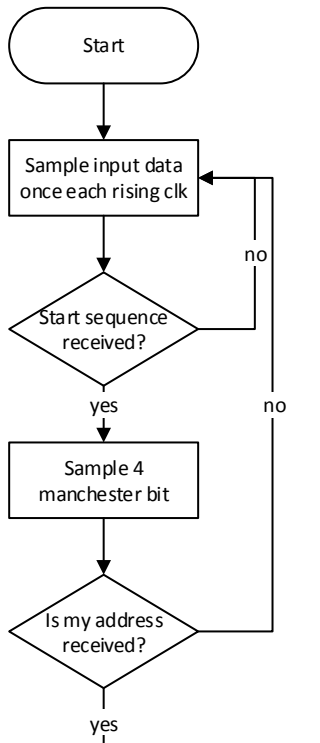 Start
Sample input data
once each rising clk
no
Start sequence
received?
yes
no
Sample 4
manchester bit
Is my address
received?
yes